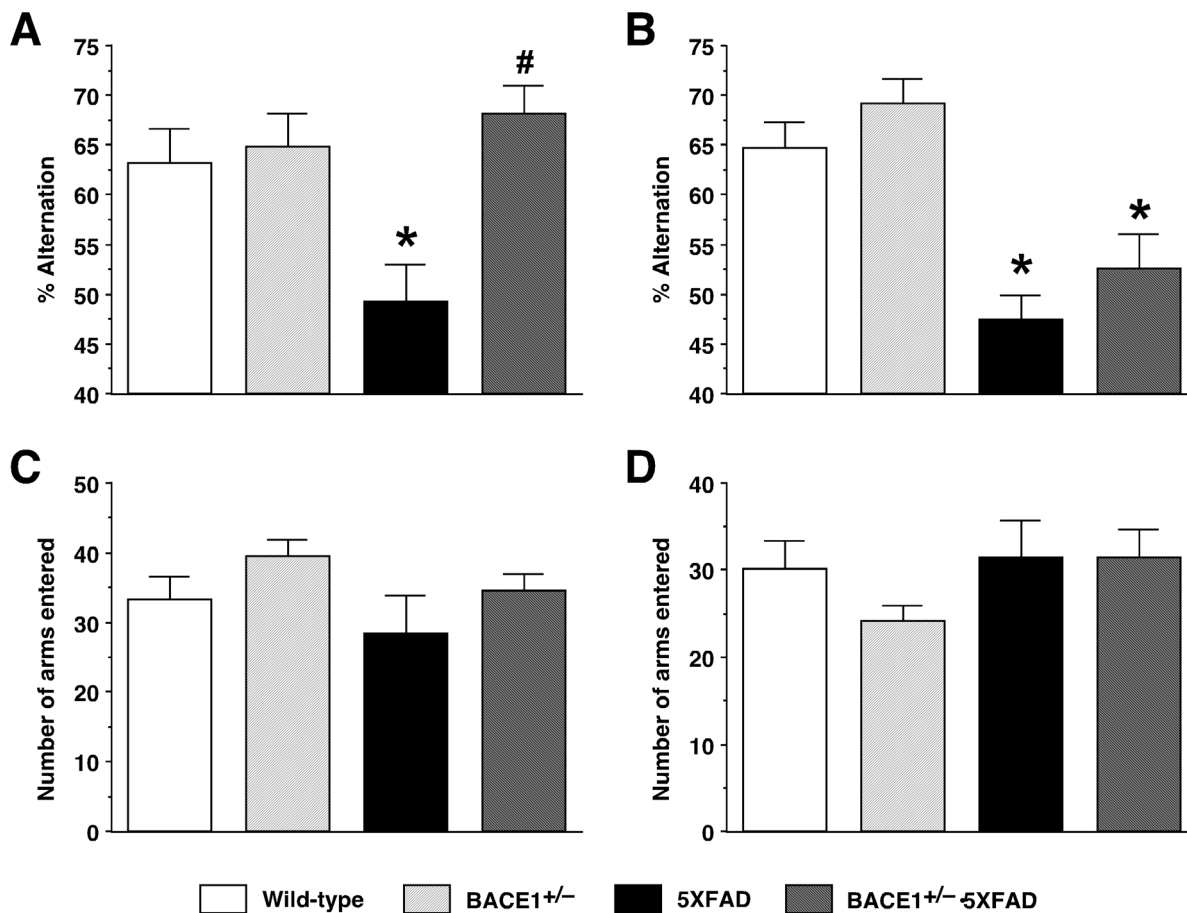 A
% Alternation
75
70
65
60
55
50
45
40
*
#
B
% Alternation
75
70
65
60
55
50
45
40
*
*
C
Number of arms entered
50
40
30
20
10
0
D
Number of arms entered
40
30
20
10
0
Wild-type
BACE1+/−
5XFAD
BACE1+/−·5XFAD